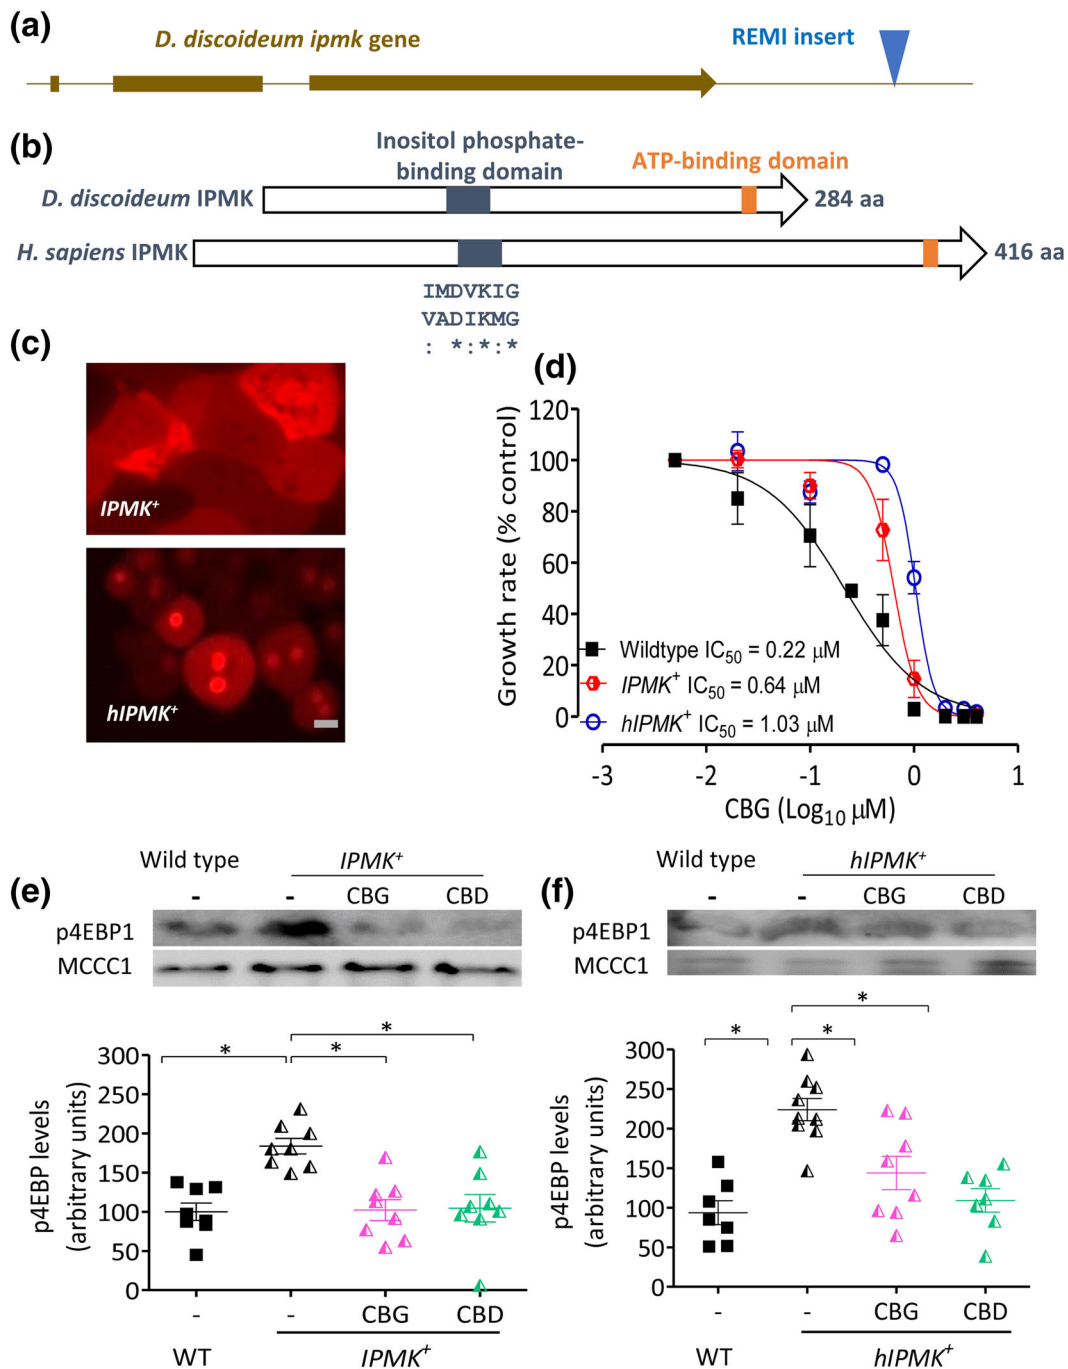 (a)
D. discoideum ipmk gene
REMI insert
(b)
Inositol phosphate-
binding domain
ATP-binding domain
D. discoideum IPMK
284 aa
H. sapiens IPMK
416 aa
IMDVKIG
VADIKMG
: *:*:*
(c)
IPMK+
hIPMK+
(d)
Growth rate (% control)
120
100
80
60
40
20
0
Wildtype IC50 = 0.22 μM
IPMK+ IC50 = 0.64 μM
hIPMK+ IC50 = 1.03 μM
-3 -2 -1 0 1
CBG (Log10 μM)
(e)
Wild type IPMK+
- - CBG CBD
p4EBP1
MCCC1
* * *
p4EBP levels
(arbitrary units)
300
250
200
150
100
50
0
- - CBG CBD
WT IPMK+
(f)
Wild type hIPMK+
- - CBG CBD
p4EBP1
MCCC1
* * *
p4EBP levels
(arbitrary units)
300
250
200
150
100
50
0
- - CBG CBD
WT hIPMK+